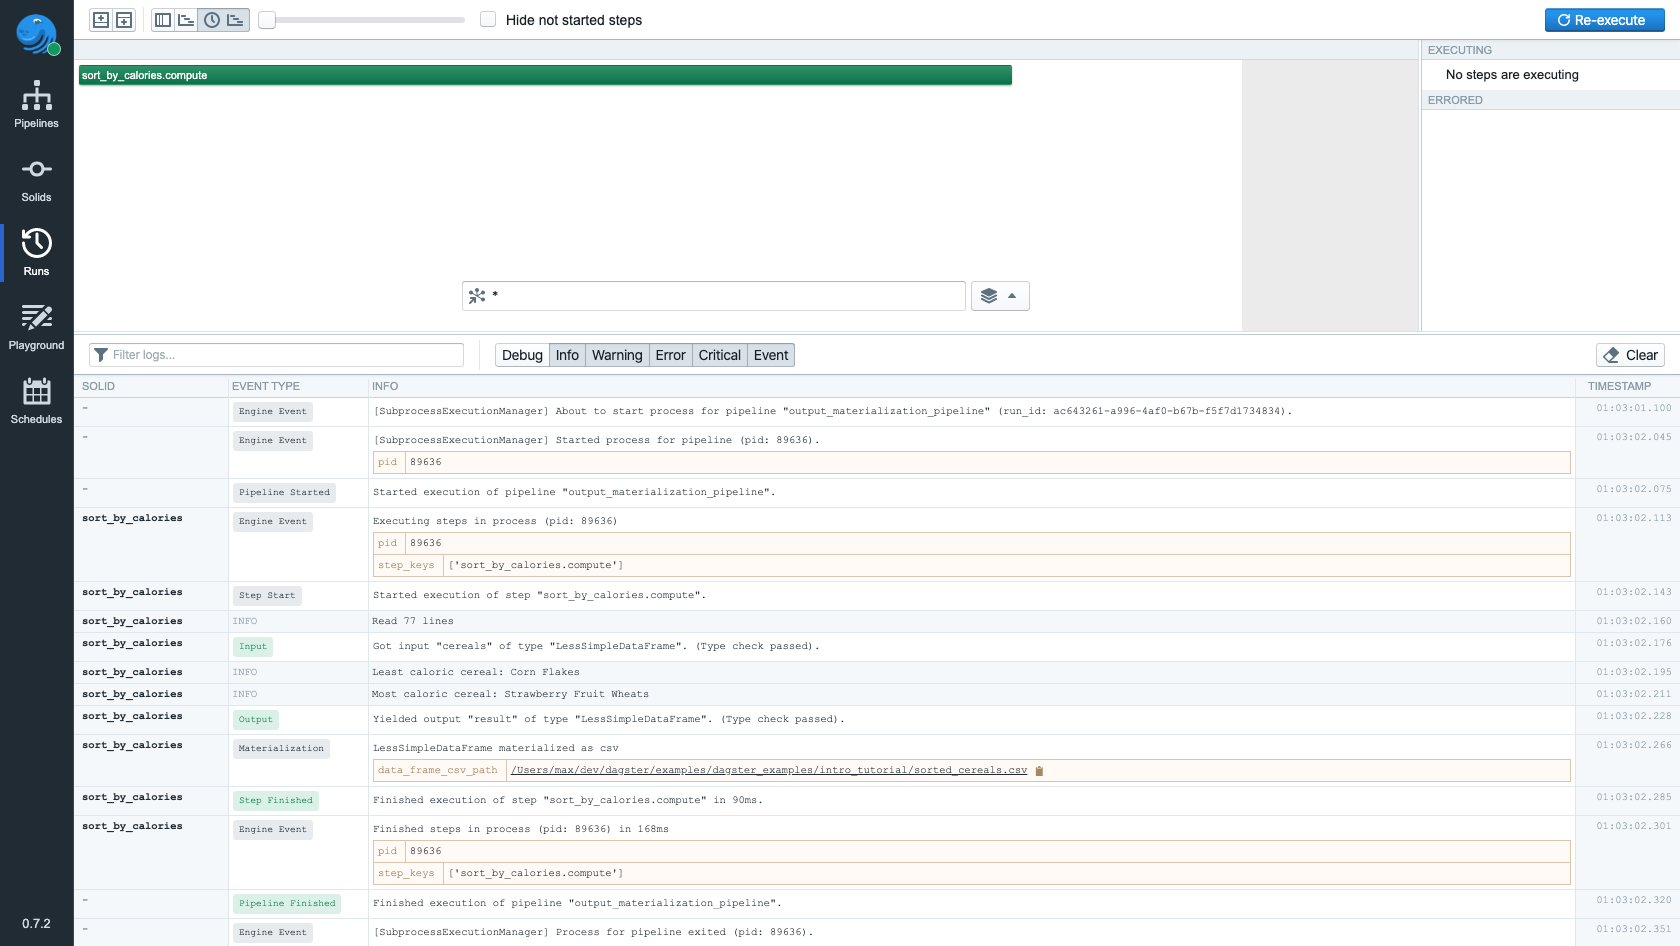 Hide not started steps
Re-execute
EXECUTING
sort_by_calories.compute
No steps are executing
ERRORED
Pipelines
Solids
Runs
Playground
Schedules
0.7.2
*
Filter logs...
Debug Info Warning Error Critical Event
Clear
SOLID EVENT TYPE INFO TIMESTAMP
- Engine Event [SubprocessExecutionManager] About to start process for pipeline "output_materialization_pipeline" (run_id: ac643261-a996-4af0-b67b-f5f7d1734834). 01:03:01.100
- Engine Event [SubprocessExecutionManager] Started process for pipeline (pid: 89636). 01:03:02.045
pid 89636
- Pipeline Started Started execution of pipeline "output_materialization_pipeline". 01:03:02.075
sort_by_calories Engine Event Executing steps in process (pid: 89636) 01:03:02.113
pid 89636
step_keys ['sort_by_calories.compute']
sort_by_calories Step Start Started execution of step "sort_by_calories.compute". 01:03:02.143
sort_by_calories INFO Read 77 lines 01:03:02.160
sort_by_calories Input Got input "cereals" of type "LessSimpleDataFrame". (Type check passed). 01:03:02.176
sort_by_calories INFO Least caloric cereal: Corn Flakes 01:03:02.195
sort_by_calories INFO Most caloric cereal: Strawberry Fruit Wheats 01:03:02.211
sort_by_calories Output Yielded output "result" of type "LessSimpleDataFrame". (Type check passed). 01:03:02.228
sort_by_calories Materialization LessSimpleDataFrame materialized as csv 01:03:02.266
data_frame_csv_path /Users/max/dev/dagster/examples/dagster_examples/intro_tutorial/sorted_cereals.csv
sort_by_calories Step Finished Finished execution of step "sort_by_calories.compute" in 90ms. 01:03:02.285
sort_by_calories Engine Event Finished steps in process (pid: 89636) in 168ms 01:03:02.301
pid 89636
step_keys ['sort_by_calories.compute']
- Pipeline Finished Finished execution of pipeline "output_materialization_pipeline". 01:03:02.320
- Engine Event [SubprocessExecutionManager] Process for pipeline exited (pid: 89636). 01:03:02.351